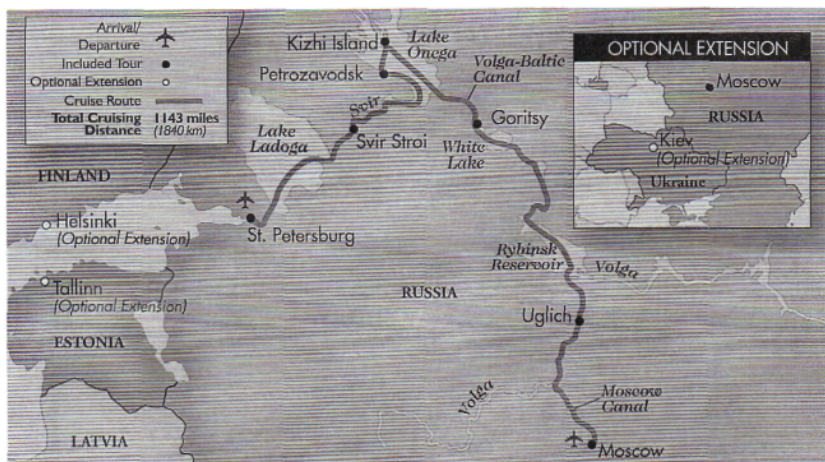 Arrival/
Departure
Included Tour
Optional Extension
Cruise Route
Total Cruising 1143 miles
Distance (1840 km)
Kizhi Island
Lake
Onega
Petrozavodsk
Volga-Baltic
Canal
Svir
Goritsy
Lake
Ladoga
Svir Stroi
White
Lake
FINLAND
Helsinki
(Optional Extension)
St. Petersburg
Tallinn
(Optional Extension)
RUSSIA
Rybinsk
Reservoir
Volga
ESTONIA
Uglich
Volga
Moscow
Canal
LATVIA
Moscow
OPTIONAL EXTENSION
Moscow
RUSSIA
Kiev
(Optional Extension)
Ukraine